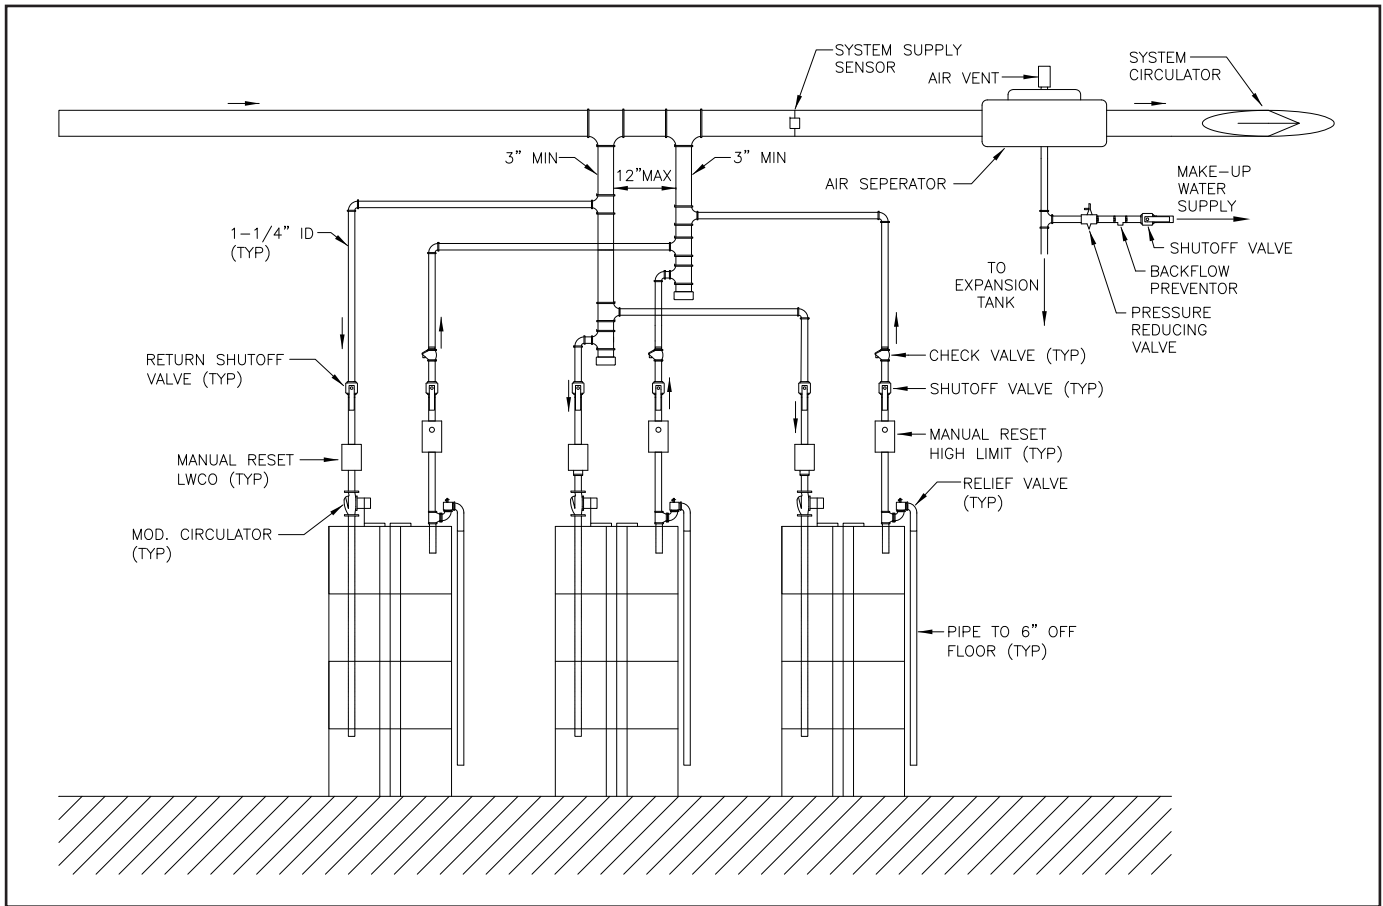 SYSTEM SUPPLY
SENSOR
AIR VENT
SYSTEM
CIRCULATOR
3” MIN
12”MAX
3” MIN
AIR SEPERATOR
MAKE-UP
WATER
SUPPLY
1-1/4” ID
(TYP)
SHUTOFF VALVE
TO
EXPANSION
TANK
BACKFLOW
PREVENTOR
PRESSURE
REDUCING
VALVE
RETURN SHUTOFF
VALVE (TYP)
CHECK VALVE (TYP)
SHUTOFF VALVE (TYP)
MANUAL RESET
HIGH LIMIT (TYP)
MANUAL RESET
LWCO (TYP)
RELIEF VALVE
(TYP)
MOD. CIRCULATOR
(TYP)
PIPE TO 6” OFF
FLOOR (TYP)